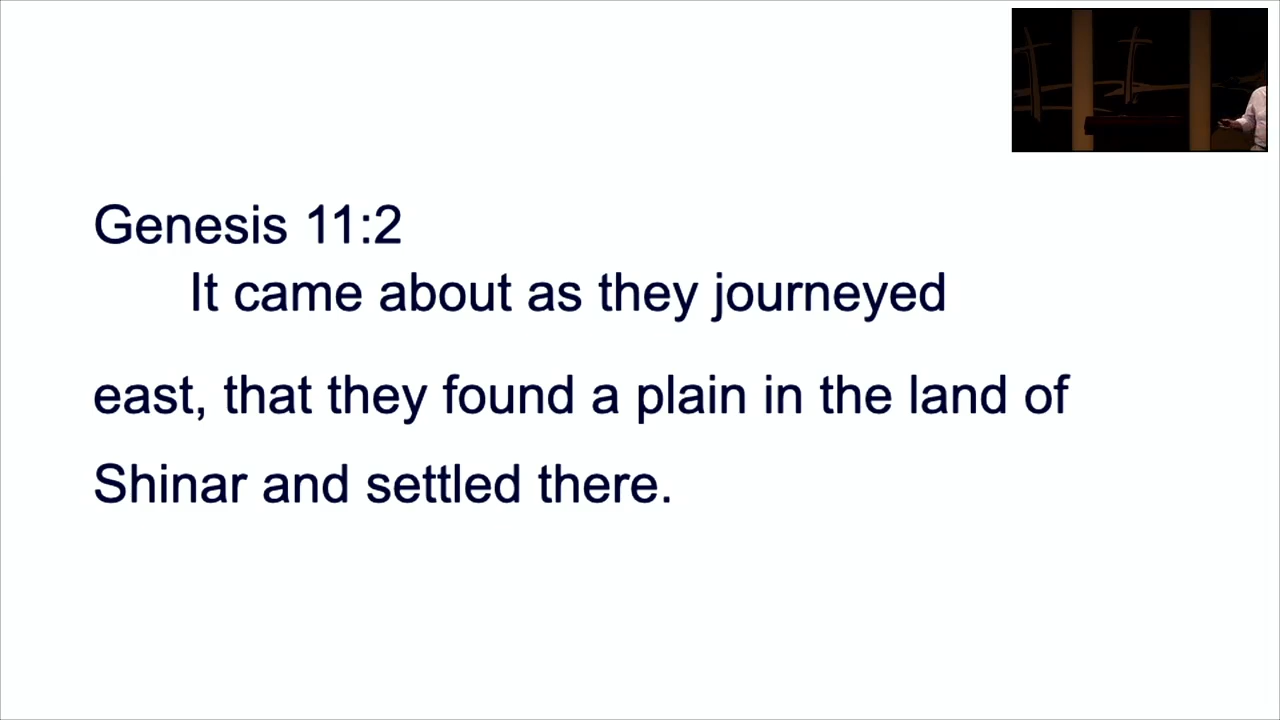 Genesis 11:2
It came about as they journeyed
east, that they found a plain in the land of
Shinar and settled there.